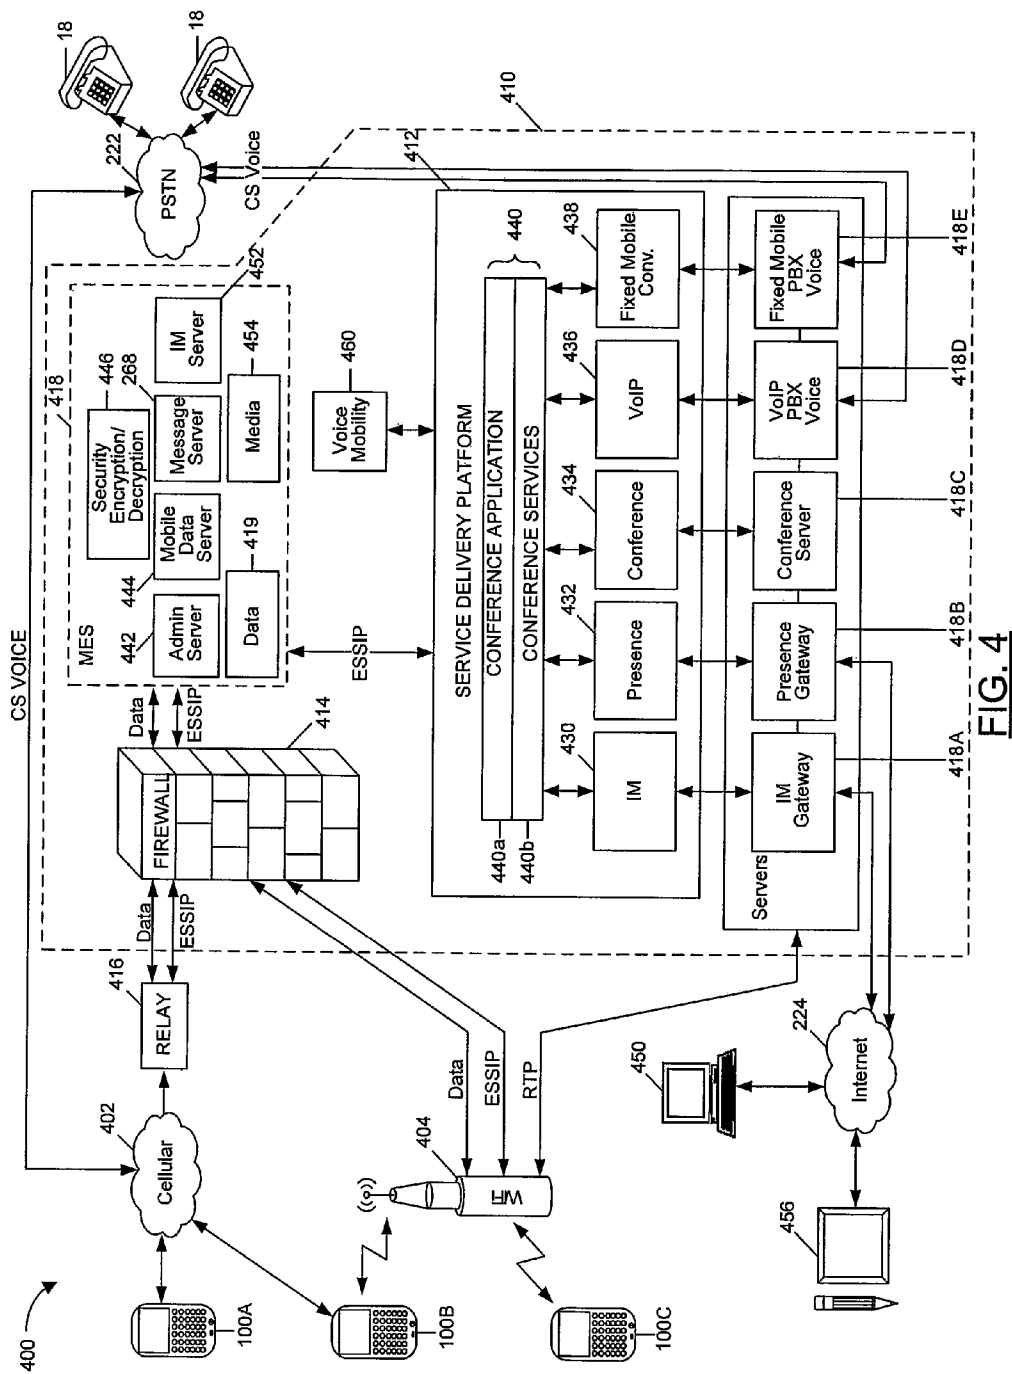 400
100A
100B
100C
Cellular
402
CS VOICE
RELAY
416
Data
ESSIP
FIREWALL
414
Data
ESSIP
WiFi
404
Data
ESSIP
RTP
418
MES
Security
Encryption/
Decryption
446
Admin
Server
442
Mobile
Data
Server
444
Message
Server
268
IM
Server
452
Data
419
Media
454
PSTN
222
18
18
CS Voice
410
ESSIP
Voice
Mobility
460
412
SERVICE DELIVERY PLATFORM
CONFERENCE APPLICATION
CONFERENCE SERVICES
440
440a
440b
IM
430
Presence
432
Conference
434
VoIP
436
Fixed Mobile
Conv.
438
Servers
IM
Gateway
418A
Presence
Gateway
418B
Conference
Server
418C
VoIP
PBX
Voice
418D
Fixed Mobile
PBX
Voice
418E
450
Internet
224
456
FIG. 4